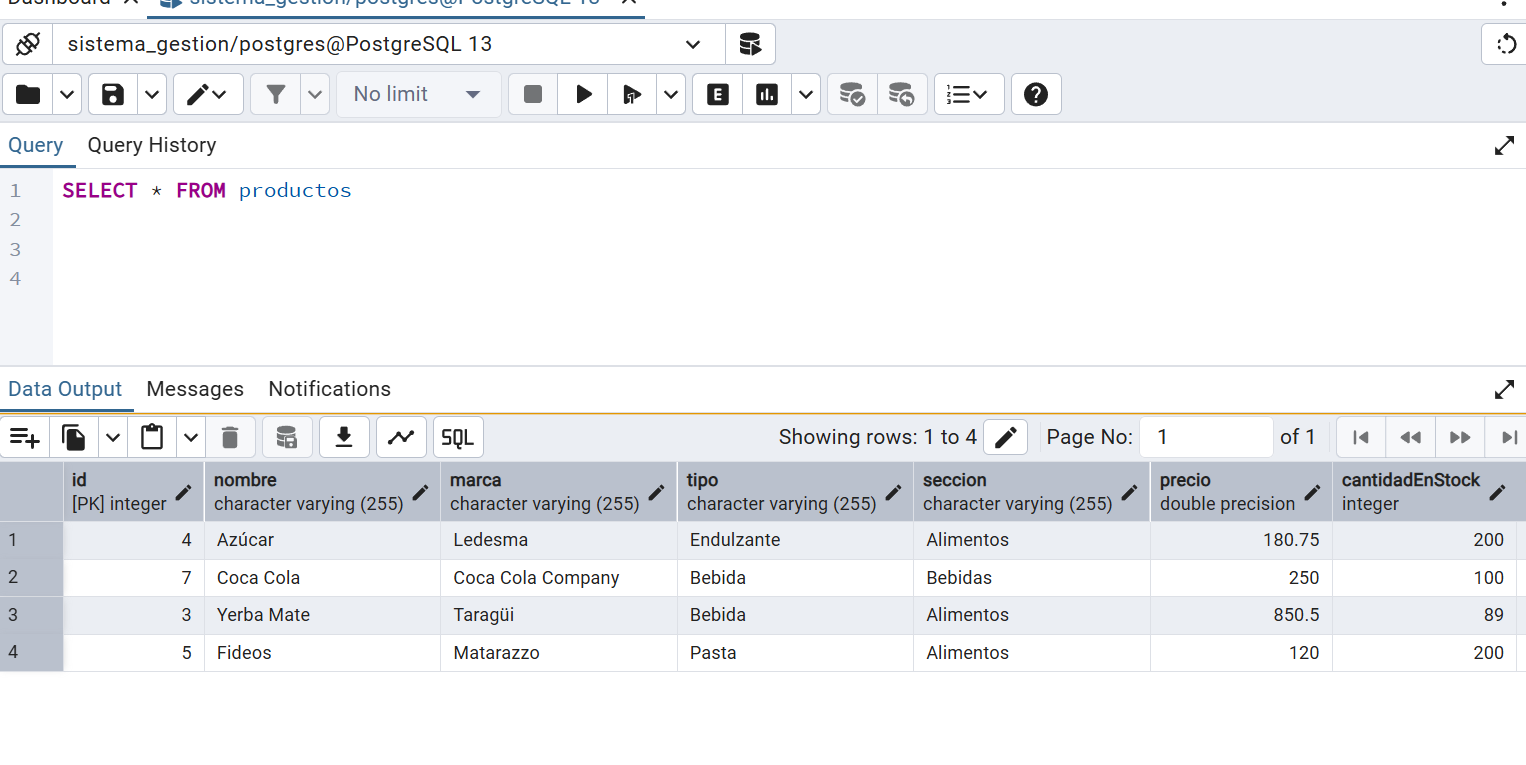 Dashboard
sistema_gestion/postgres@PostgreSQL 13
sistema_gestion/postgres@PostgreSQL 13
No limit
E
Query Query History
1 SELECT * FROM productos
2
3
4
Data Output Messages Notifications
SQL Showing rows: 1 to 4 Page No: 1 of 1
id nombre marca tipo seccion precio cantidadEnStock
[PK] integer character varying (255) character varying (255) character varying (255) character varying (255) double precision integer
1 4 Azúcar Ledesma Endulzante Alimentos 180.75 200
2 7 Coca Cola Coca Cola Company Bebida Bebidas 250 100
3 3 Yerba Mate Taragüi Bebida Alimentos 850.5 89
4 5 Fideos Matarazzo Pasta Alimentos 120 200